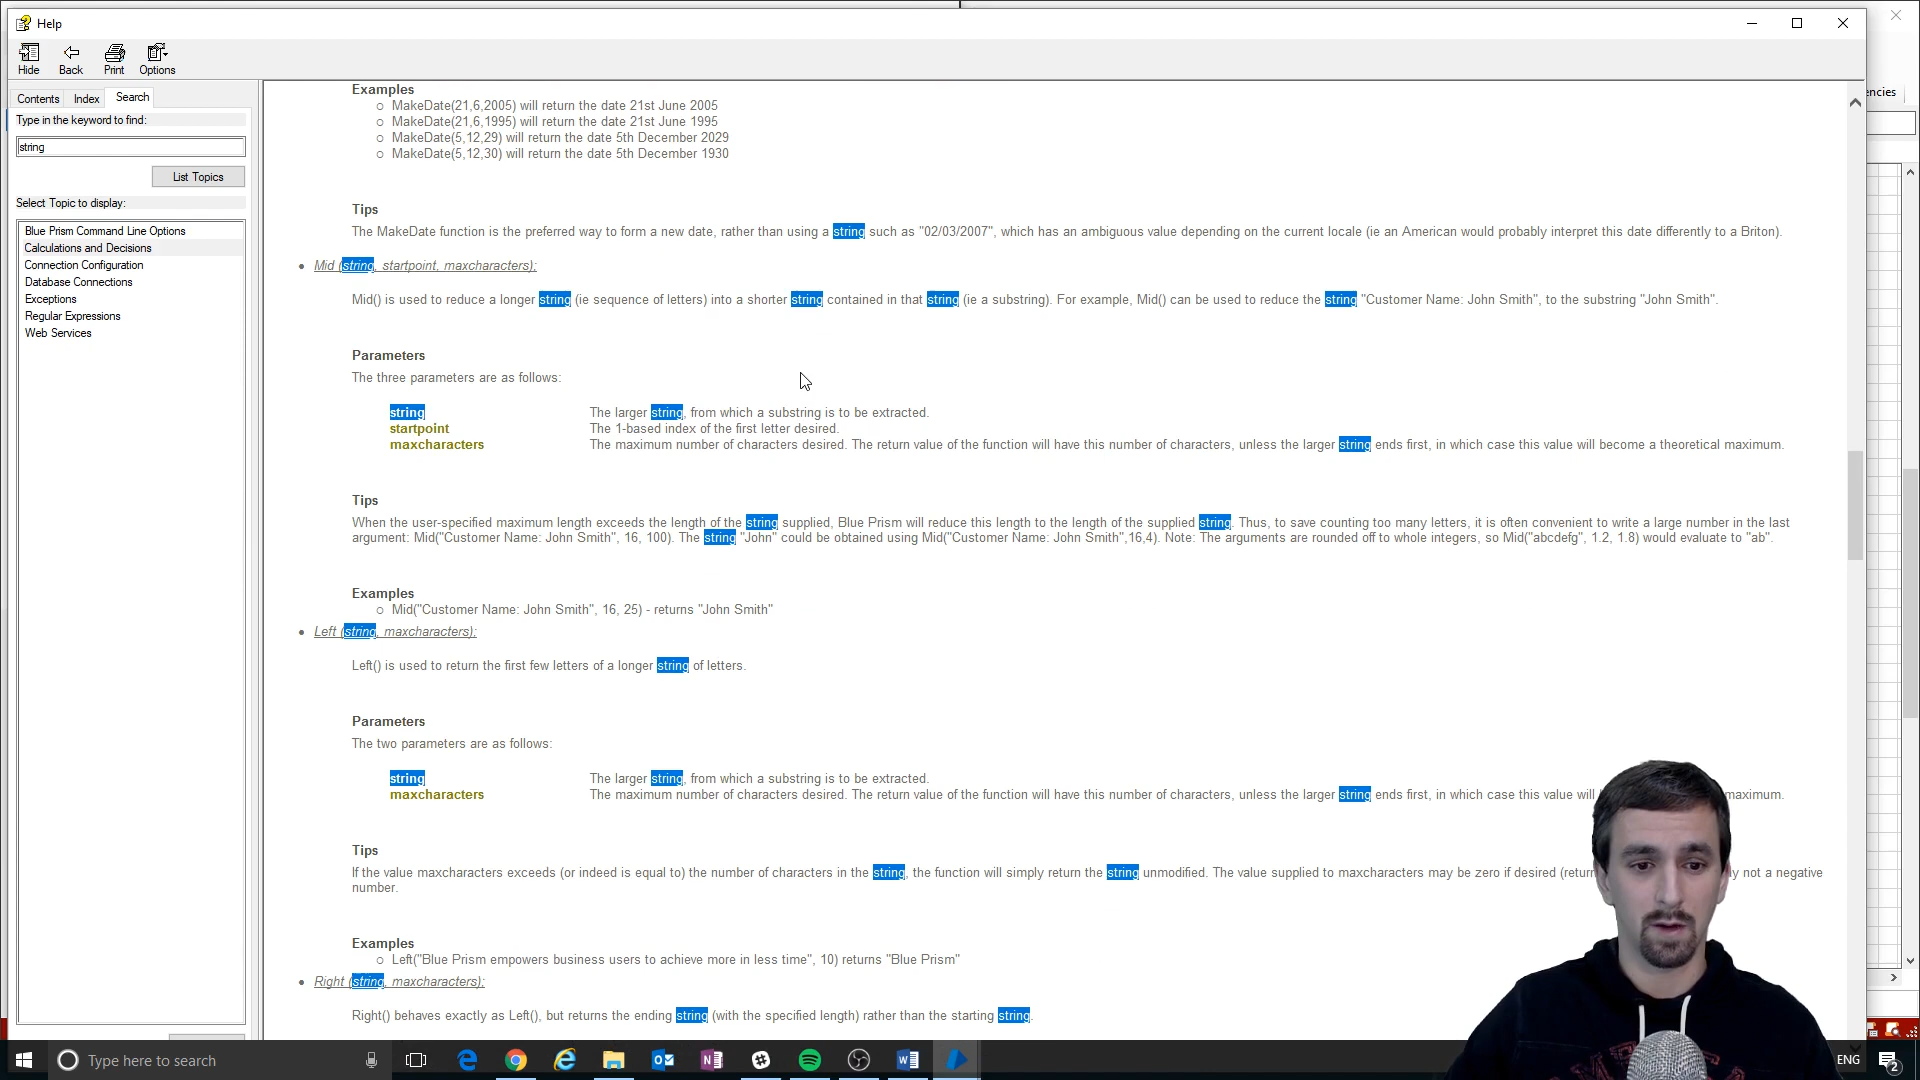 Help
Hide
Back
Print
Options
Contents
Index
Search
Type in the keyword to find:
string
List Topics
Select Topic to display:
Blue Prism Command Line Options
Calculations and Decisions
Connection Configuration
Database Connections
Exceptions
Regular Expressions
Web Services
Examples
MakeDate(21,6,2005) will return the date 21st June 2005
MakeDate(21,6,1995) will return the date 21st June 1995
MakeDate(5,12,29) will return the date 5th December 2029
MakeDate(5,12,30) will return the date 5th December 1930
Tips
The MakeDate function is the preferred way to form a new date, rather than using a string such as "02/03/2007", which has an ambiguous value depending on the current locale (ie an American would probably interpret this date differently to a Briton).
Mid (string, startpoint, maxcharacters);
Mid() is used to reduce a longer string (ie sequence of letters) into a shorter string contained in that string (ie a substring). For example, Mid() can be used to reduce the string "Customer Name: John Smith", to the substring "John Smith".
Parameters
The three parameters are as follows:
string The larger string, from which a substring is to be extracted.
startpoint The 1-based index of the first letter desired.
maxcharacters The maximum number of characters desired. The return value of the function will have this number of characters, unless the larger string ends first, in which case this value will become a theoretical maximum.
Tips
When the user-specified maximum length exceeds the length of the string supplied, Blue Prism will reduce this length to the length of the supplied string. Thus, to save counting too many letters, it is often convenient to write a large number in the last
argument: Mid("Customer Name: John Smith", 16, 100). The string "John" could be obtained using Mid("Customer Name: John Smith",16,4). Note: The arguments are rounded off to whole integers, so Mid("abcdefg", 1.2, 1.8) would evaluate to "ab".
Examples
Mid("Customer Name: John Smith", 16, 25) - returns "John Smith"
Left (string, maxcharacters);
Left() is used to return the first few letters of a longer string of letters.
Parameters
The two parameters are as follows:
string The larger string, from which a substring is to be extracted.
maxcharacters The maximum number of characters desired. The return value of the function will have this number of characters, unless the larger string ends first, in which case this value will maximum.
Tips
If the value maxcharacters exceeds (or indeed is equal to) the number of characters in the string, the function will simply return the string unmodified. The value supplied to maxcharacters may be zero if desired (return ly not a negative
number.
Examples
Left("Blue Prism empowers business users to achieve more in less time", 10) returns "Blue Prism"
Right (string, maxcharacters);
Right() behaves exactly as Left(), but returns the ending string (with the specified length) rather than the starting string.
encies
Type here to search
ENG
2